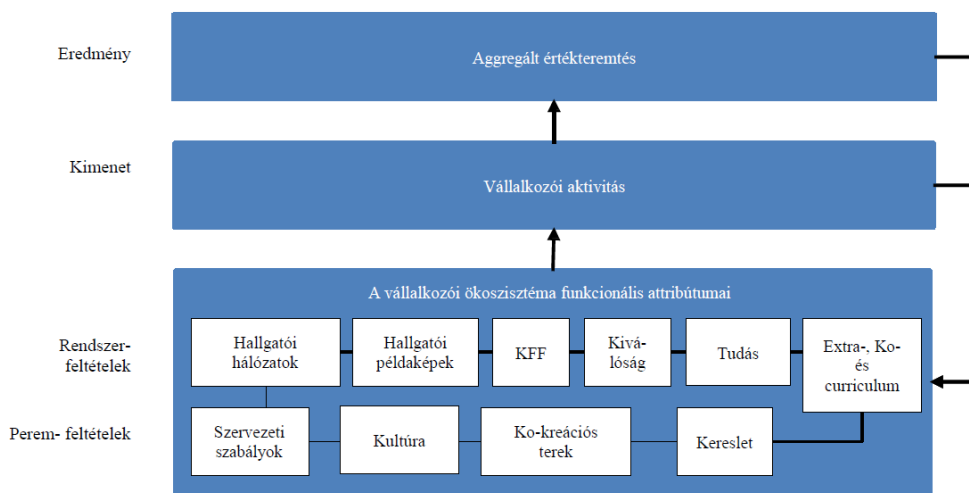 Eredmény
Aggregált értékteremtés
Kimenet
Vállalkozói aktivitás
A vállalkozói ökoszisztéma funkcionális attribútumai
Rendszer-
feltételek
Hallgatói
hálózatok
Hallgatói
példaképek
KFF
Kivá-
lóság
Tudás
Extra-, Ko-
és
curriculum
Perem- feltételek
Szervezeti
szabályok
Kultúra
Ko-kreációs
terek
Kereslet